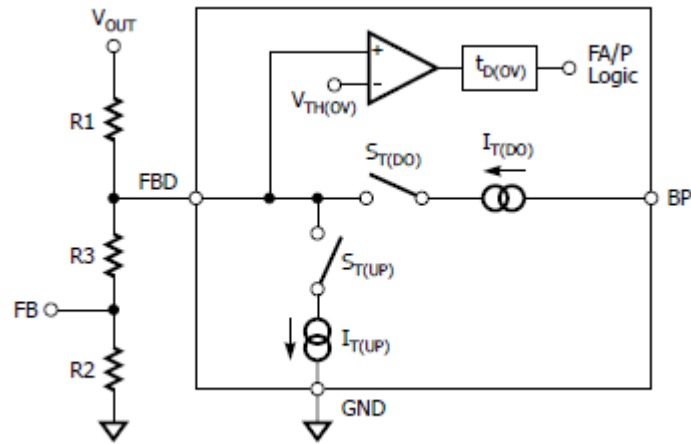 VOUT
R1
FBD
R3
FB
R2
+
−
VTH(OV)
tD(OV)
FA/P
Logic
ST(DO)
IT(DO)
BP
ST(UP)
IT(UP)
GND